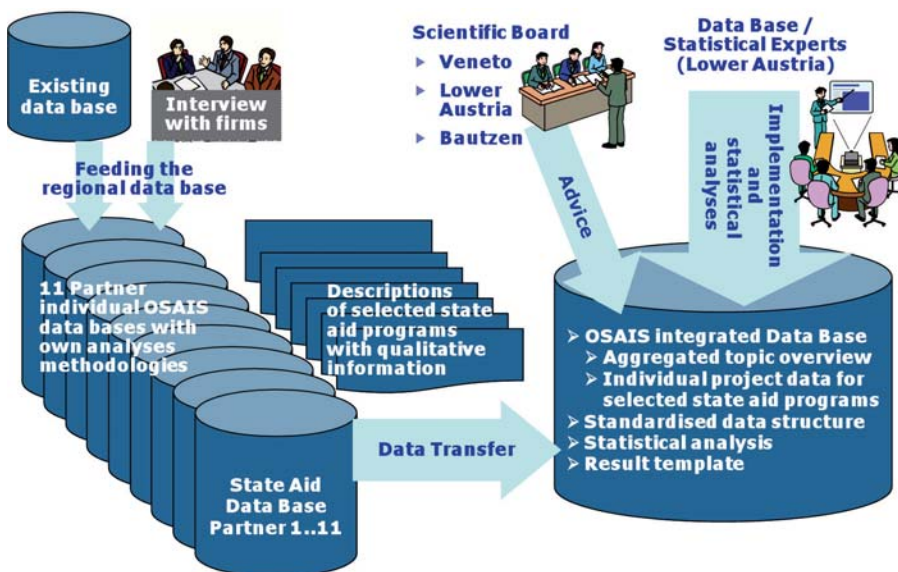 Existing
data base
Interview
with firms
Feeding the
regional data base
11 Partner
individual OSAIS
data bases with
own analyses
methodologies
Descriptions
of selected state
aid programs
with qualitative
information
State Aid
Data Base
Partner 1..11
Data Transfer
Scientific Board
▸ Veneto
▸ Lower
Austria
▸ Bautzen
Advice
Data Base /
Statistical Experts
(Lower Austria)
Implementation
and
statistical
analyses
➢ OSAIS integrated Data Base
➢ Aggregated topic overview
➢ Individual project data for
selected state aid programs
➢ Standardised data structure
➢ Statistical analysis
➢ Result template